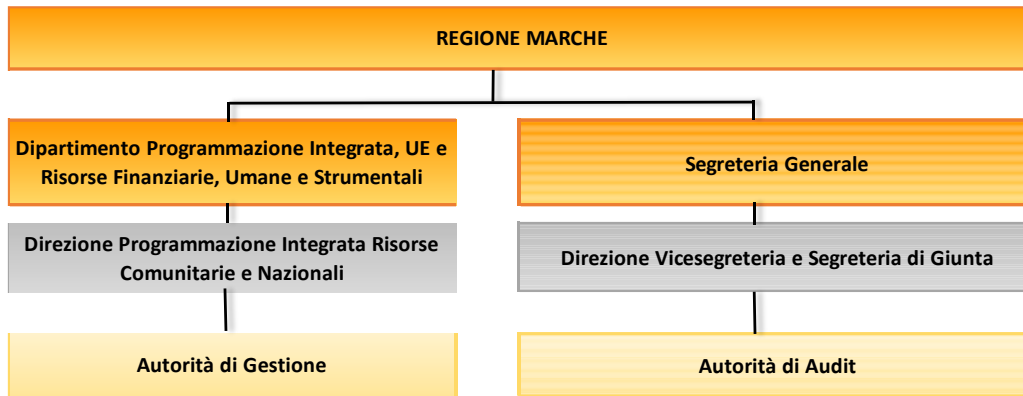 REGIONE MARCHE
Dipartimento Programmazione Integrata, UE e
Risorse Finanziarie, Umane e Strumentali
Segreteria Generale
Direzione Programmazione Integrata Risorse
Comunitarie e Nazionali
Direzione Vicesegreteria e Segreteria di Giunta
Autorità di Gestione
Autorità di Audit